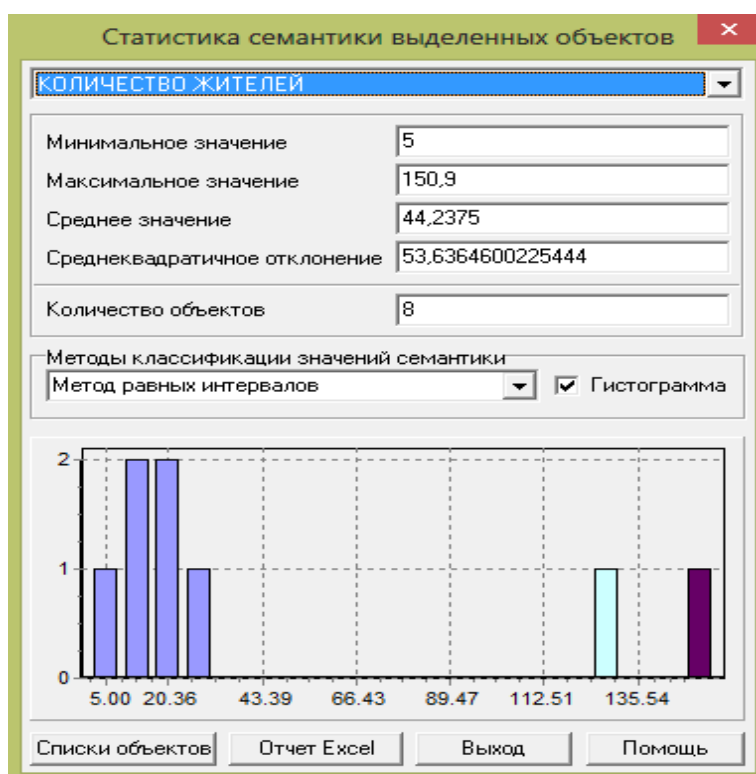 Статистика семантики выделенных объектов
КОЛИЧЕСТВО ЖИТЕЛЕЙ
Минимальное значение 5
Максимальное значение 150,9
Среднее значение 44,2375
Среднеквадратичное отклонение 53,6364600225444
Количество объектов 8
Методы классификации значений семантики
Метод равных интервалов Гистограмма
2
1
0
5.00 20.36 43.39 66.43 89.47 112.51 135.54
Списки объектов Отчет Excel Выход Помощь